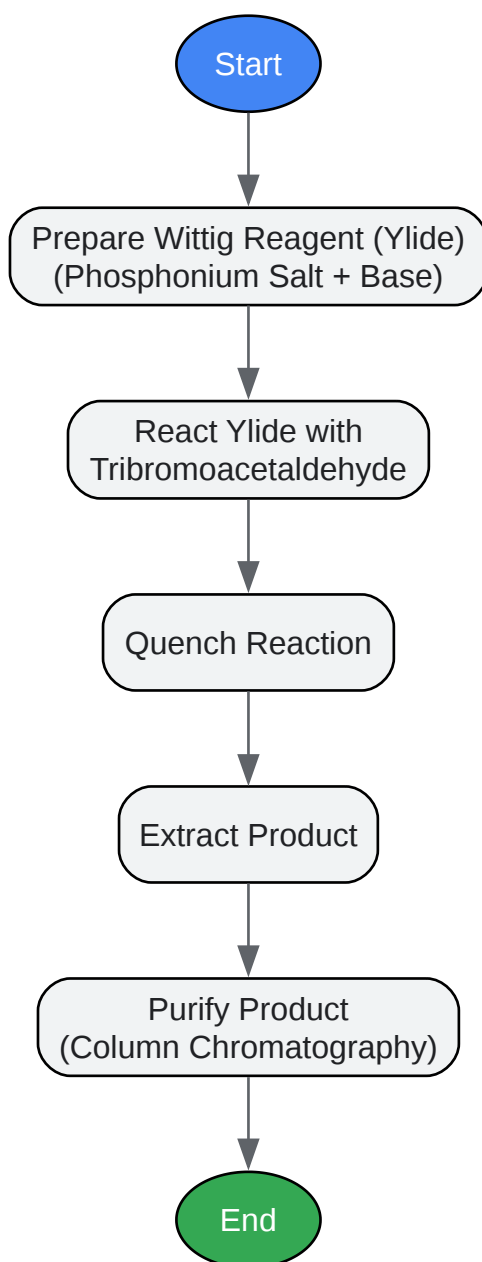 Start
Prepare Wittig Reagent (Ylide)
(Phosphonium Salt + Base)
React Ylide with
Tribromoacetaldehyde
Quench Reaction
Extract Product
Purify Product
(Column Chromatography)
End